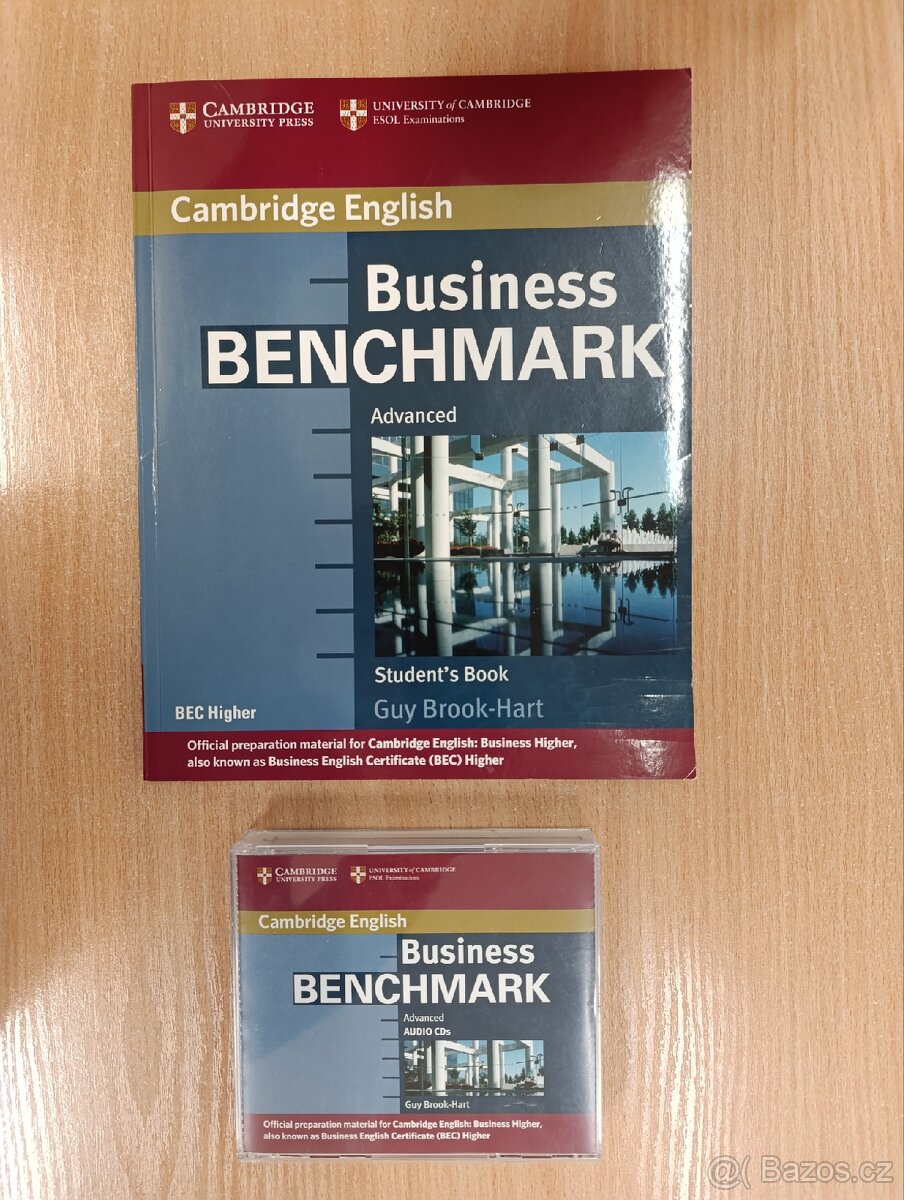 CAMBRIDGE UNIVERSITY PRESS
UNIVERSITY of CAMBRIDGE
ESOL Examinations
Cambridge English
Business
BENCHMARK
Advanced
Student's Book
Guy Brook-Hart
BEC Higher
Official preparation material for Cambridge English: Business Higher,
also known as Business English Certificate (BEC) Higher
CAMBRIDGE UNIVERSITY PRESS
UNIVERSITY of CAMBRIDGE
ESOL Examinations
Cambridge English
Business
BENCHMARK
Advanced
AUDIO CDs
Guy Brook-Hart
Official preparation material for Cambridge English: Business Higher,
also known as Business English Certificate (BEC) Higher
@( Bazos.cz